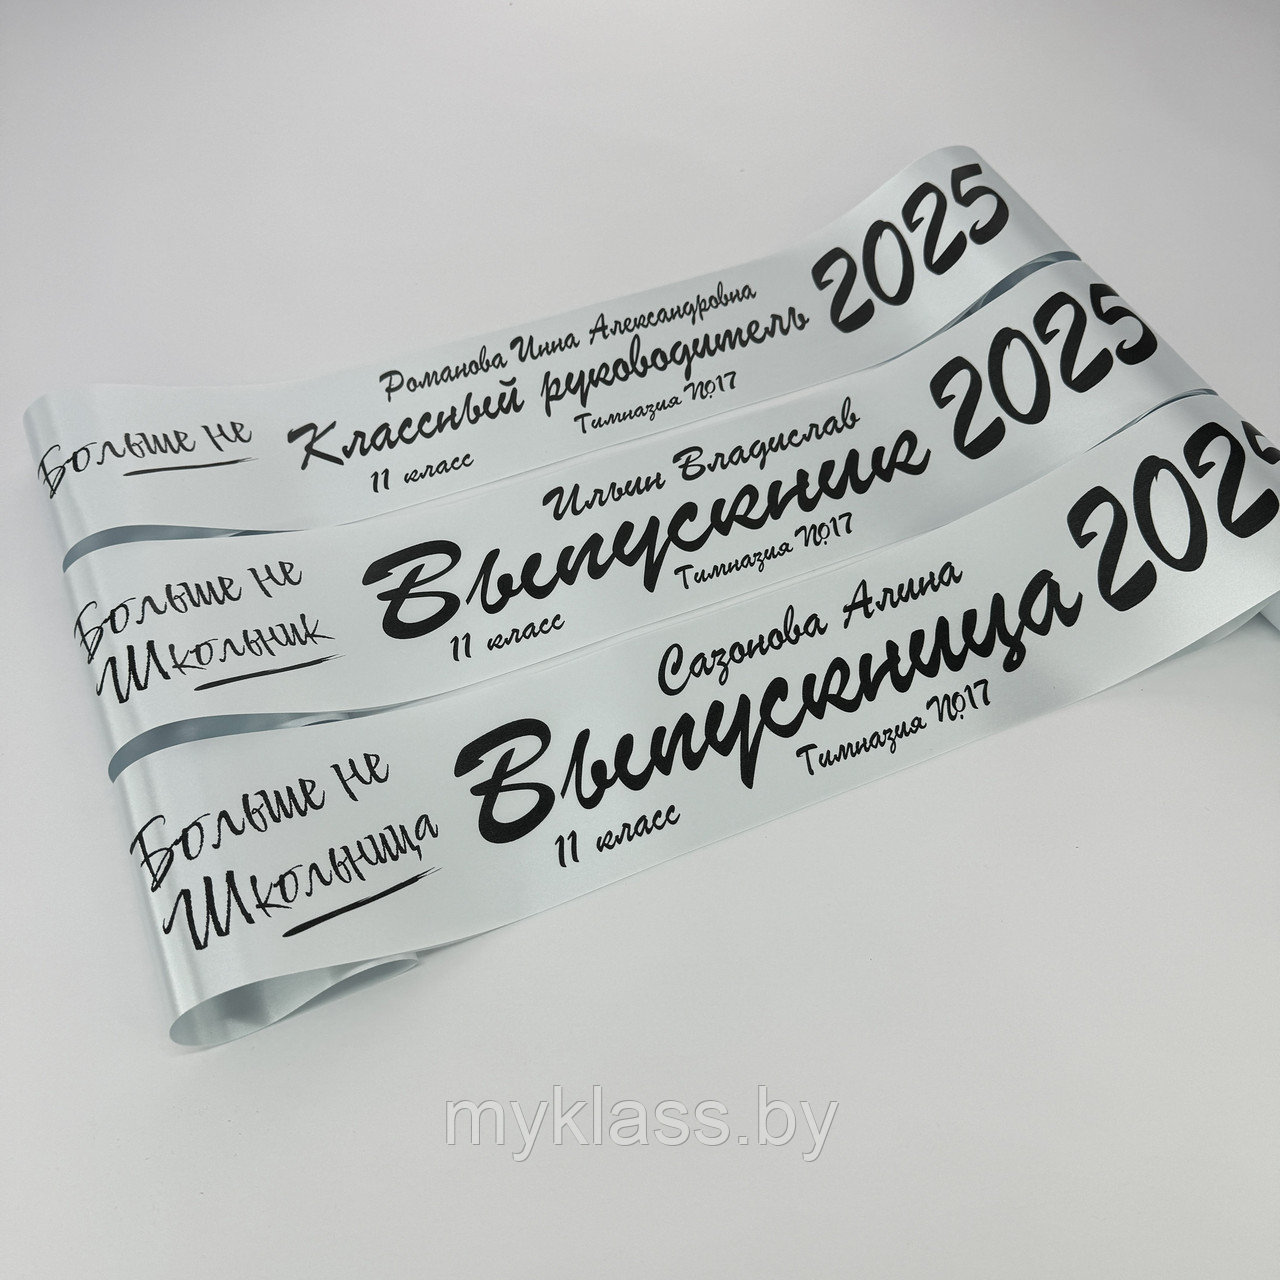 Больше не
Романова Инна Александровна
Классный руководитель 2025
11 класс Гимназия №17
Больше не
Школьник
Ильин Владислав
Выпускник 2025
11 класс Гимназия №17
Больше не
Школьница
Сазонова Алина
Выпускница 202
11 класс Гимназия №17
myklass.by